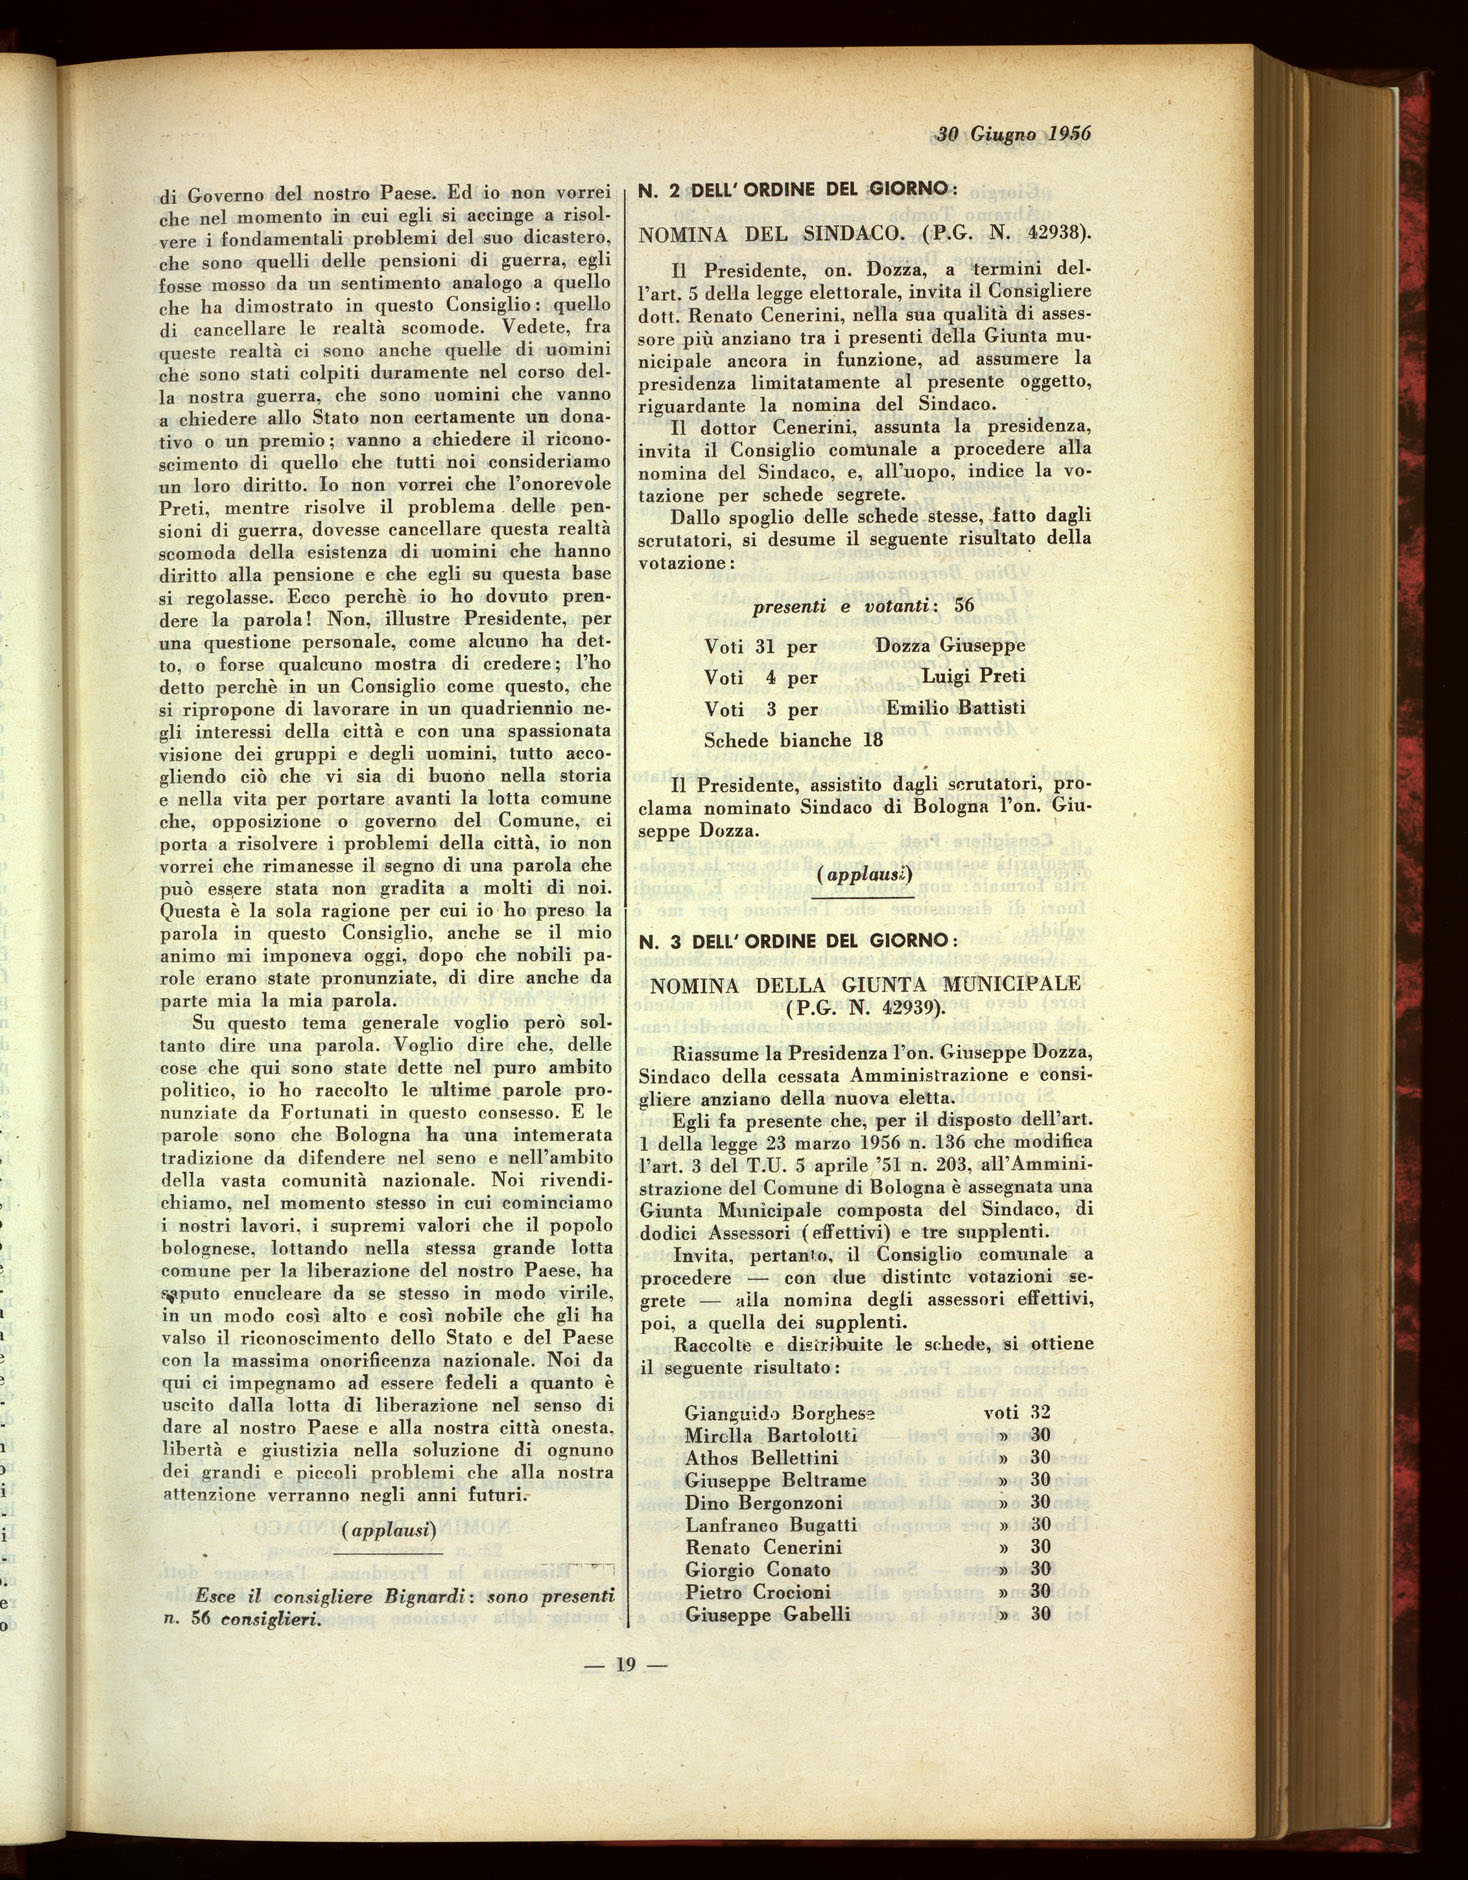 30 Giugno 1956
di Governo del nostro Paese. Ed io non vorrei
che nel momento in cui egli si accinge a risol-
vere i fondamentali problemi del suo dicastero,
che sono quelli delle pensioni di guerra, egli
fosse mosso da un sentimento analogo a quello
che ha dimostrato in questo Consiglio: quello
di cancellare le realtà scomode. Vedete, fra
queste realtà ci sono anche quelle di uomini
che sono stati colpiti duramente nel corso del-
la nostra guerra, che sono uomini che vanno
a chiedere allo Stato non certamente un dona-
tivo o un premio; vanno a chiedere il ricono-
scimento di quello che tutti noi consideriamo
un loro diritto. Io non vorrei che l'onorevole
Preti, mentre risolve il problema delle pen-
sioni di guerra, dovesse cancellare questa realtà
scomoda della esistenza di uomini che hanno
diritto alla pensione e che egli su questa base
si regolasse. Ecco perchè io ho dovuto pren-
dere la parola! Non, illustre Presidente, per
una questione personale, come alcuno ha det-
to, o forse qualcuno mostra di credere; l'ho
detto perchè in un Consiglio come questo, che
si ripropone di lavorare in un quadriennio ne-
gli interessi della città e con una spassionata
visione dei gruppi e degli uomini, tutto acco-
gliendo ciò che vi sia di buono nella storia
e nella vita per portare avanti la lotta comune
che, opposizione o governo del Comune, ci
porta a risolvere i problemi della città, io non
vorrei che rimanesse il segno di una parola che
può essere stata non gradita a molti di noi.
Questa è la sola ragione per cui io ho preso la
parola in questo Consiglio, anche se il mio
animo mi imponeva oggi, dopo che nobili pa-
role erano state pronunziate, di dire anche da
parte mia la mia parola.
Su questo tema generale voglio però sol-
tanto dire una parola. Voglio dire che, delle
cose che qui sono state dette nel puro ambito
politico, io ho raccolto le ultime parole pro-
nunziate da Fortunati in questo consesso. E le
parole sono che Bologna ha una intemerata
tradizione da difendere nel seno e nell'ambito
della vasta comunità nazionale. Noi rivendi-
chiamo, nel momento stesso in cui cominciamo
i nostri lavori, i supremi valori che il popolo
bolognese, lottando nella stessa grande lotta
comune per la liberazione del nostro Paese, ha
saputo enucleare da se stesso in modo virile,
in un modo così alto e così nobile che gli ha
valso il riconoscimento dello Stato e del Paese
con la massima onorificenza nazionale. Noi da
qui ci impegnamo ad essere fedeli a quanto è
uscito dalla lotta di liberazione nel senso di
dare al nostro Paese e alla nostra città onesta,
libertà e giustizia nella soluzione di ognuno
dei grandi e piccoli problemi che alla nostra
attenzione verranno negli anni futuri.
(applausi)
Esce il consigliere Bignardi: sono presenti
n. 56 consiglieri.
N. 2 DELL' ORDINE DEL GIORNO:
NOMINA DEL SINDACO. (P.G. N. 42938).
Il Presidente, on. Dozza, a termini del-
l'art. 5 della legge elettorale, invita il Consigliere
dott. Renato Cenerini, nella sua qualità di asses-
sore più anziano tra i presenti della Giunta mu-
nicipale ancora in funzione, ad assumere la
presidenza limitatamente al presente oggetto,
riguardante la nomina del Sindaco.
Il dottor Cenerini, assunta la presidenza,
invita il Consiglio comunale a procedere alla
nomina del Sindaco, e, all'uopo, indice la vo-
tazione per schede segrete.
Dallo spoglio delle schede stesse, fatto dagli
scrutatori, si desume il seguente risultato della
votazione:
presenti e votanti: 56
Voti 31 per Dozza Giuseppe
Voti 4 per Luigi Preti
Voti 3 per Emilio Battisti
Schede bianche 18
Il Presidente, assistito dagli scrutatori, pro-
clama nominato Sindaco di Bologna l'on. Giu-
seppe Dozza.
(applausi)
N. 3 DELL' ORDINE DEL GIORNO:
NOMINA DELLA GIUNTA MUNICIPALE
(P.G. N. 42939).
Riassume la Presidenza l'on. Giuseppe Dozza,
Sindaco della cessata Amministrazione e consi-
gliere anziano della nuova eletta.
Egli fa presente che, per il disposto dell'art.
1 della legge 23 marzo 1956 n. 136 che modifica
l'art. 3 del T.U. 5 aprile '51 n. 203, all'Ammini-
strazione del Comune di Bologna è assegnata una
Giunta Municipale composta del Sindaco, di
dodici Assessori (effettivi) e tre supplenti.
Invita, pertanto, il Consiglio comunale a
procedere — con due distinte votazioni se-
grete — alla nomina degli assessori effettivi,
poi, a quella dei supplenti.
Raccolte e distribuite le schede, si ottiene
il seguente risultato:
Gianguido Borghese voti 32
Mirella Bartolotti » 30
Athos Bellettini » 30
Giuseppe Beltrame » 30
Dino Bergonzoni » 30
Lanfranco Bugatti » 30
Renato Cenerini » 30
Giorgio Conato » 30
Pietro Crocioni » 30
Giuseppe Gabelli » 30
— 19 —